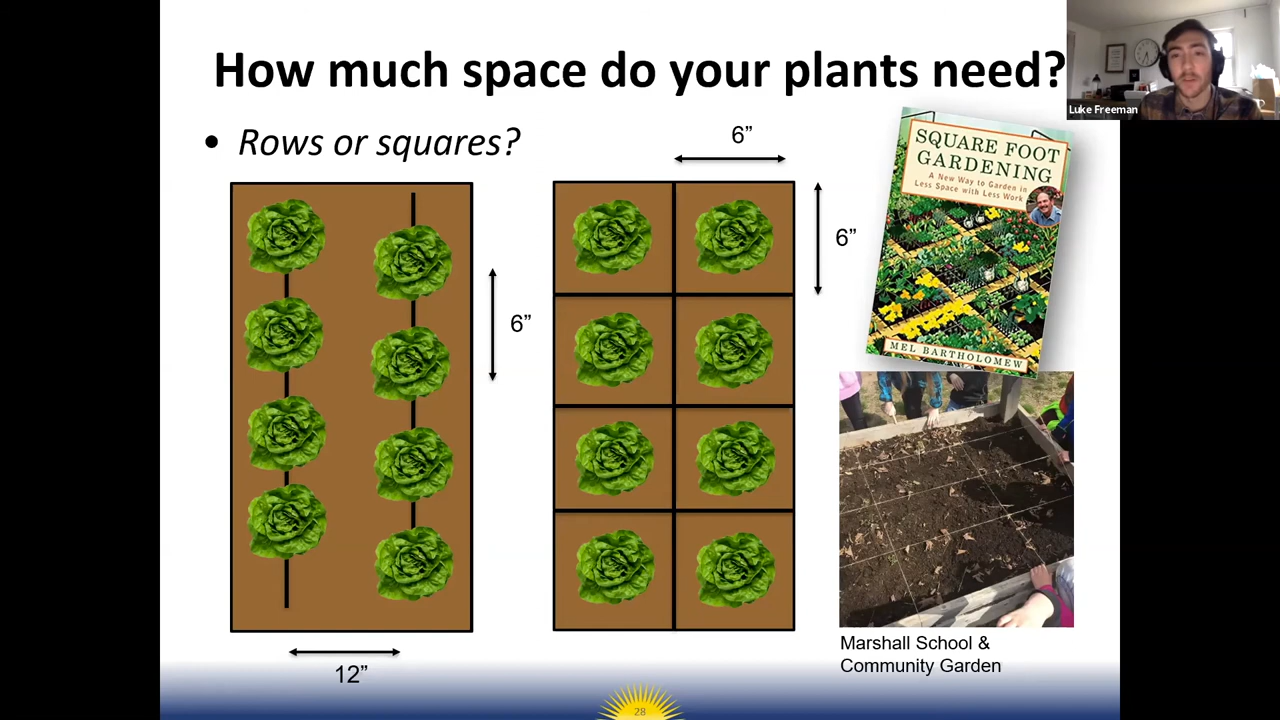 How much space do your plants need?
Luke Freeman
• Rows or squares?
6”
SQUARE FOOT
GARDENING
A New Way to Garden in
Less Space with Less Work
6”
6”
MEL BARTHOLOMEW
12”
Marshall School &
Community Garden
28